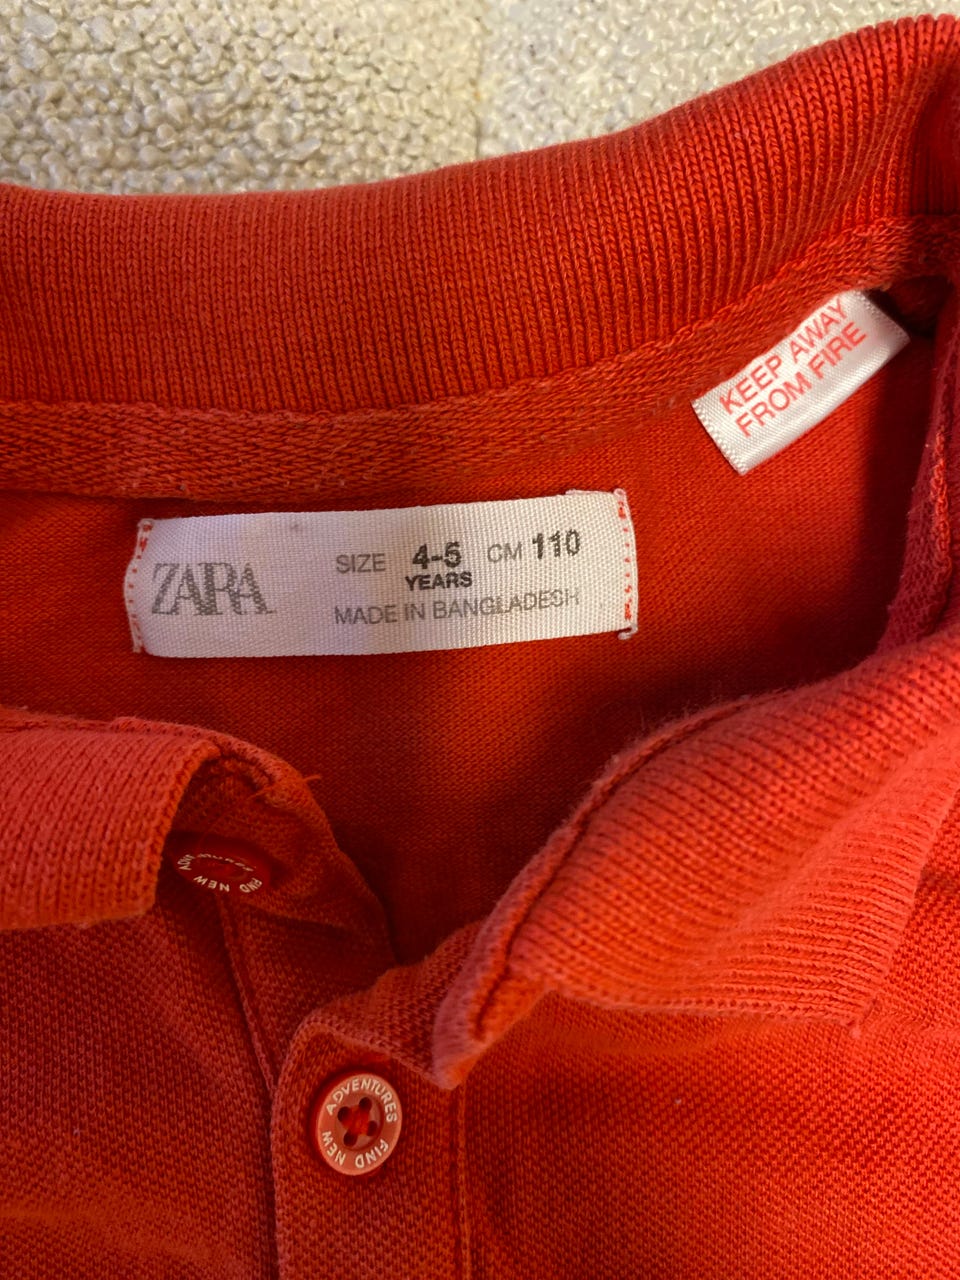 KEEP AWAY
FROM FIRE
ZARA
SIZE 4-5 CM 110
YEARS
MADE IN BANGLADESH
FIND NEW ADVENTURES
FIND NEW ADVENTURES